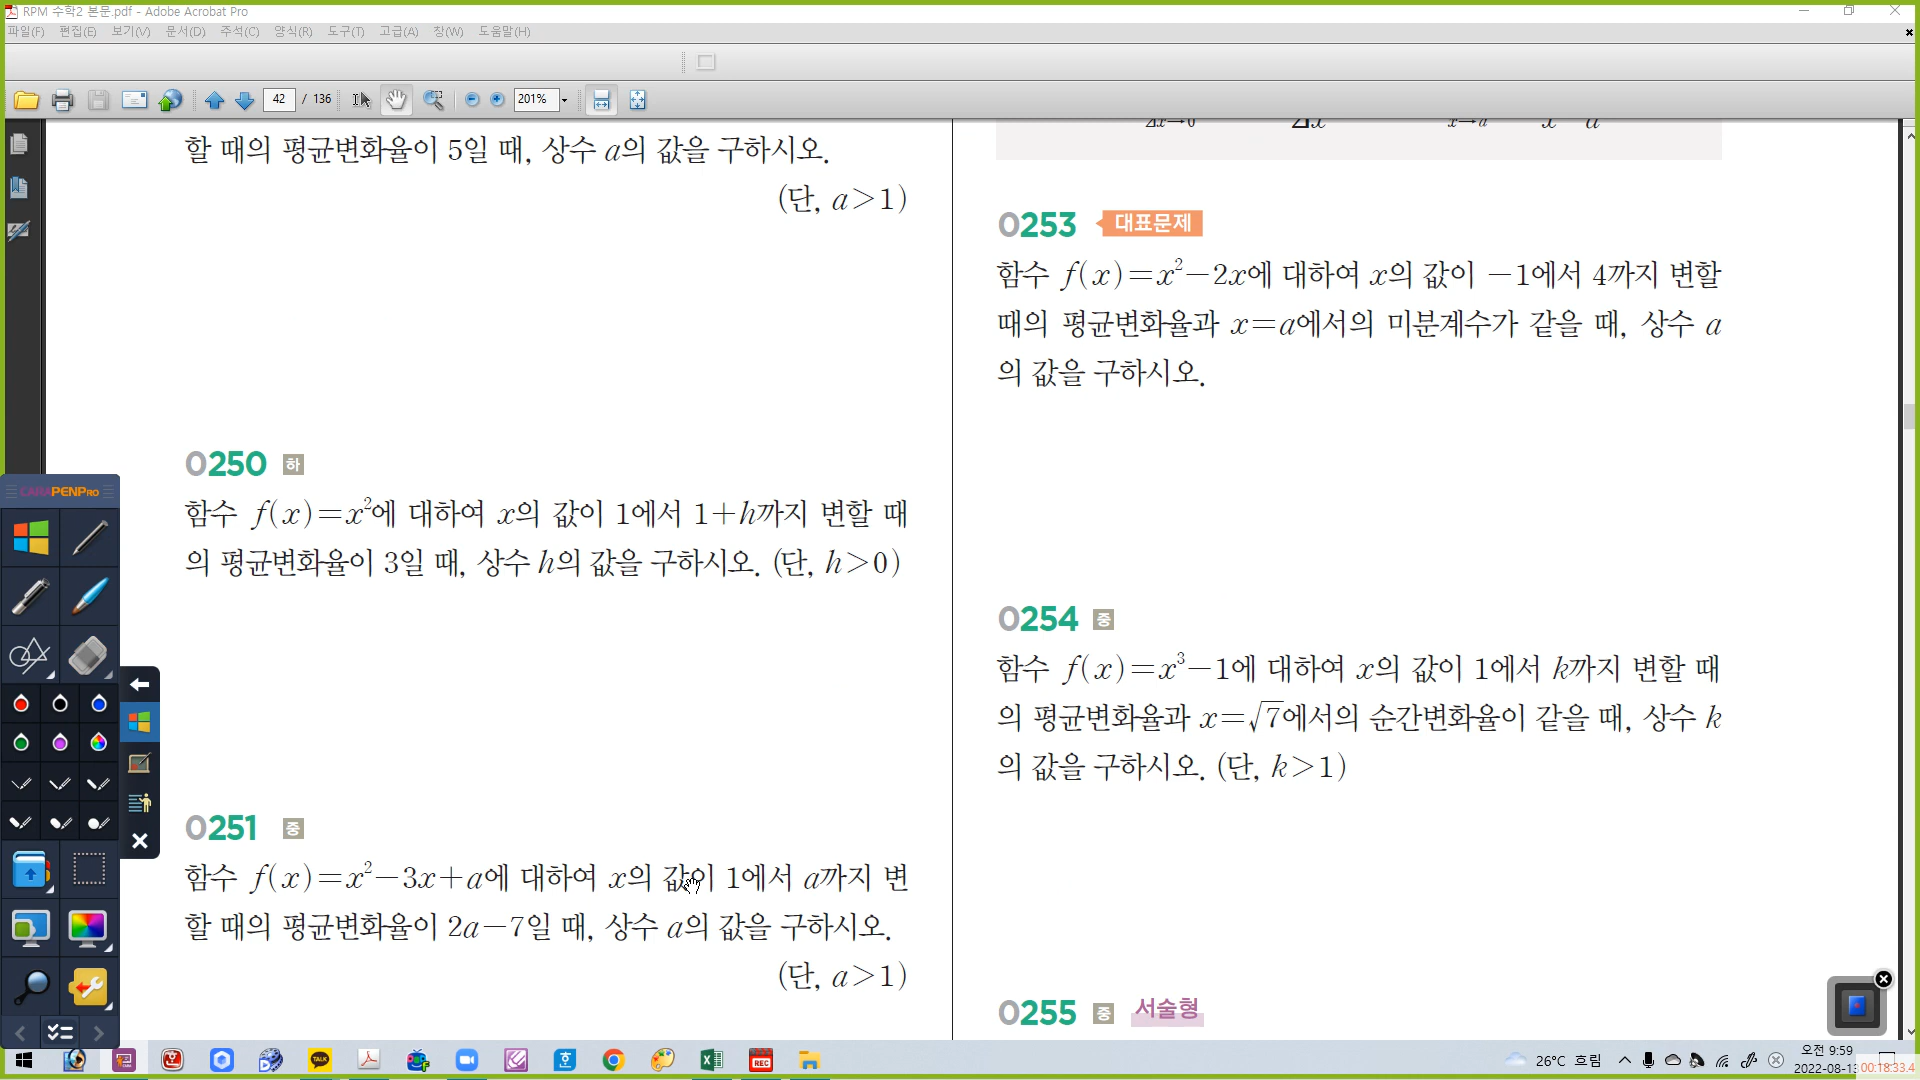 RPM 수학2 본문.pdf - Adobe Acrobat Pro
파일(F) 편집(E) 보기(V) 문서(D) 주석(C) 양식(R) 도구(T) 고급(A) 창(W) 도움말(H)
42 / 136 201%
할 때의 평균변화율이 5일 때, 상수 a의 값을 구하시오.
(단, a>1)
0250 하
함수 f(x)=x²에 대하여 x의 값이 1에서 1+h까지 변할 때
의 평균변화율이 3일 때, 상수 h의 값을 구하시오. (단, h>0)
0251 중
함수 f(x)=x²-3x+a에 대하여 x의 값이 1에서 a까지 변
할 때의 평균변화율이 2a-7일 때, 상수 a의 값을 구하시오.
(단, a>1)
Δx→0 Δx x→a x a
0253 대표문제
함수 f(x)=x²-2x에 대하여 x의 값이 -1에서 4까지 변할
때의 평균변화율과 x=a에서의 미분계수가 같을 때, 상수 a
의 값을 구하시오.
0254 중
함수 f(x)=x³-1에 대하여 x의 값이 1에서 k까지 변할 때
의 평균변화율과 x=√7에서의 순간변화율이 같을 때, 상수 k
의 값을 구하시오. (단, k>1)
0255 중 서술형
CARAPENPRO
TALK
REC
26°C 흐림
오전 9:59
2022-08-1
00:18:33.4